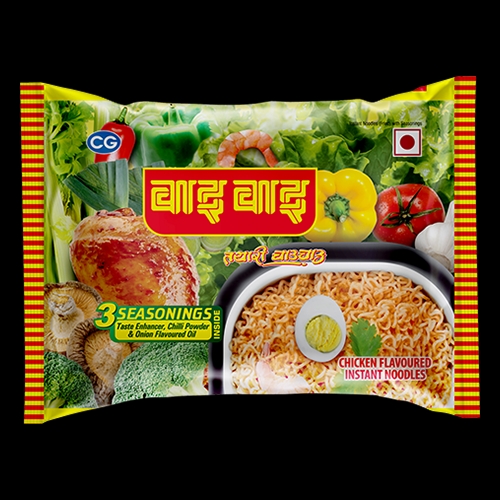 CG
वाइ वाइ
तयारी चाउचाउ
3 SEASONINGS
Taste Enhancer, Chilli Powder
& Onion Flavoured Oil
INSIDE
CHICKEN FLAVOURED
INSTANT NOODLES